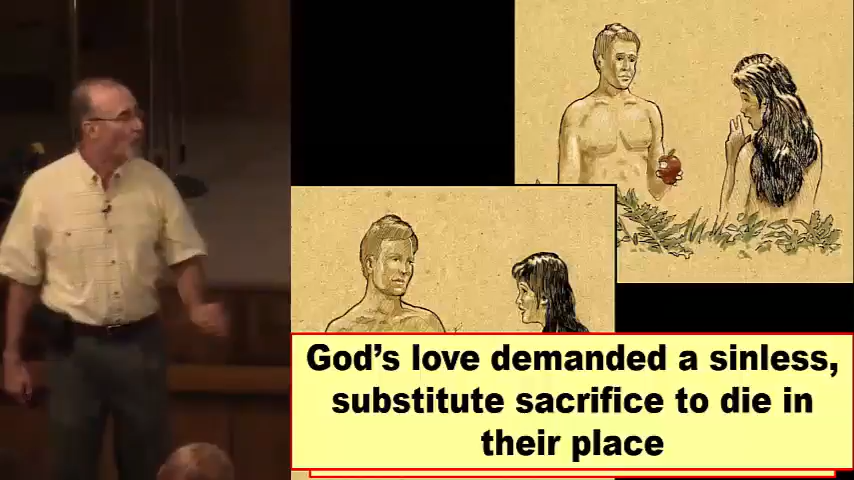 God's love demanded a sinless,
substitute sacrifice to die in
their place